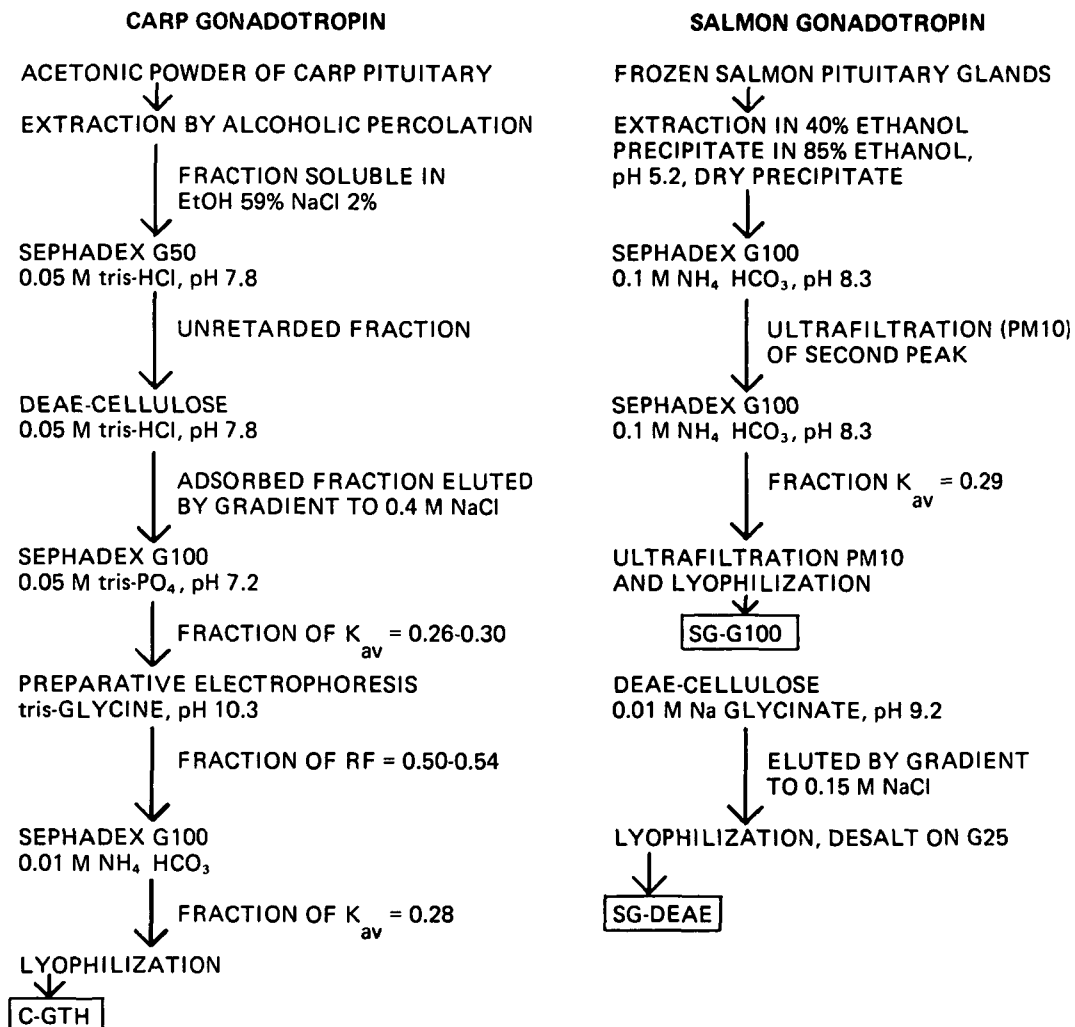 CARP GONADOTROPIN
ACETONIC POWDER OF CARP PITUITARY
EXTRACTION BY ALCOHOLIC PERCOLATION
FRACTION SOLUBLE IN
EtOH 59% NaCl 2%
SEPHADEX G50
0.05 M tris-HCl, pH 7.8
UNRETARDED FRACTION
DEAE-CELLULOSE
0.05 M tris-HCl, pH 7.8
ADSORBED FRACTION ELUTED
BY GRADIENT TO 0.4 M NaCl
SEPHADEX G100
0.05 M tris-PO₄, pH 7.2
FRACTION OF K_av = 0.26-0.30
PREPARATIVE ELECTROPHORESIS
tris-GLYCINE, pH 10.3
FRACTION OF RF = 0.50-0.54
SEPHADEX G100
0.01 M NH₄ HCO₃
FRACTION OF K_av = 0.28
LYOPHILIZATION
C-GTH
SALMON GONADOTROPIN
FROZEN SALMON PITUITARY GLANDS
EXTRACTION IN 40% ETHANOL
PRECIPITATE IN 85% ETHANOL,
pH 5.2, DRY PRECIPITATE
SEPHADEX G100
0.1 M NH₄ HCO₃, pH 8.3
ULTRAFILTRATION (PM10)
OF SECOND PEAK
SEPHADEX G100
0.1 M NH₄ HCO₃, pH 8.3
FRACTION K_av = 0.29
ULTRAFILTRATION PM10
AND LYOPHILIZATION
SG-G100
DEAE-CELLULOSE
0.01 M Na GLYCINATE, pH 9.2
ELUTED BY GRADIENT
TO 0.15 M NaCl
LYOPHILIZATION, DESALT ON G25
SG-DEAE